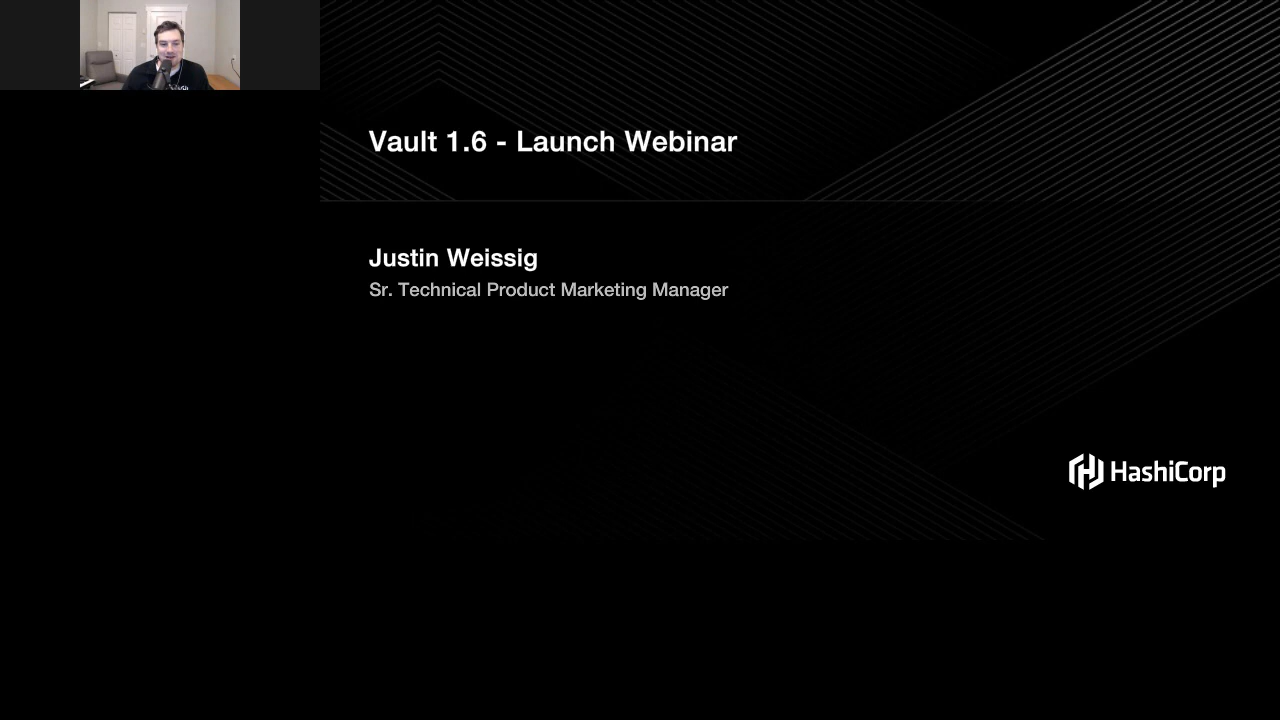 Vault 1.6 - Launch Webinar
Justin Weissig
Sr. Technical Product Marketing Manager
HashiCorp